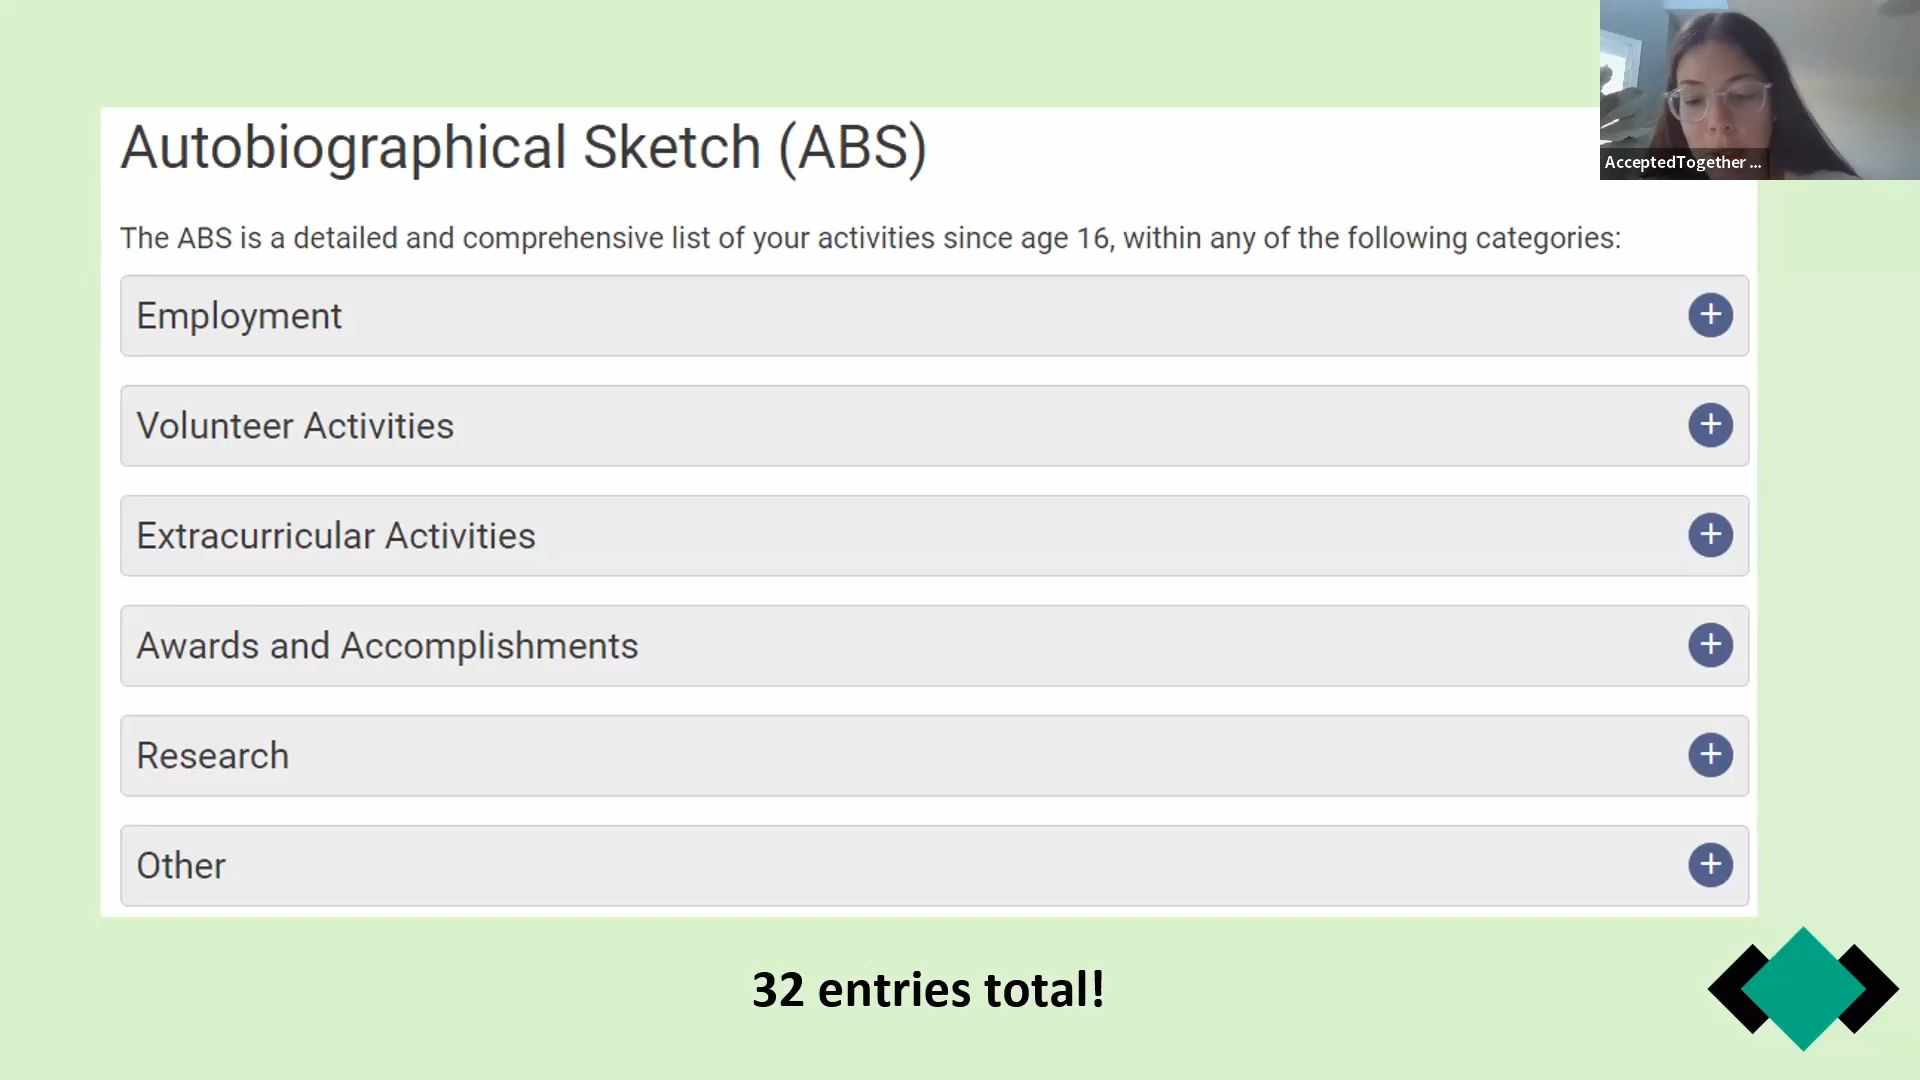 Autobiographical Sketch (ABS)
AcceptedTogether ...
The ABS is a detailed and comprehensive list of your activities since age 16, within any of the following categories:
Employment
Volunteer Activities
Extracurricular Activities
Awards and Accomplishments
Research
Other
32 entries total!